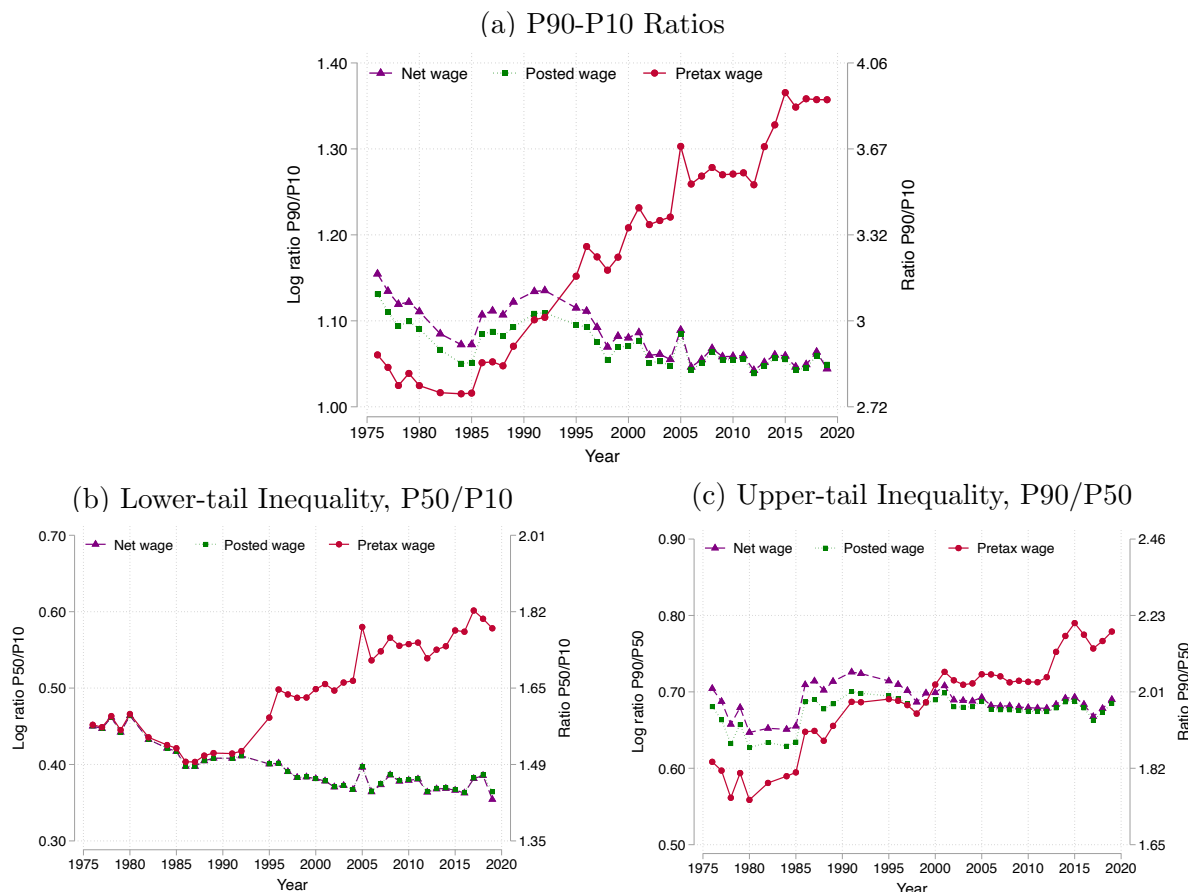 (a) P90-P10 Ratios
Net wage Posted wage Pretax wage
Log ratio P90/P10
1.40
1.30
1.20
1.10
1.00
4.06
3.67
3.32
3
2.72
Ratio P90/P10
1975 1980 1985 1990 1995 2000 2005 2010 2015 2020
Year
(b) Lower-tail Inequality, P50/P10
Net wage Posted wage Pretax wage
Log ratio P50/P10
0.70
0.60
0.50
0.40
0.30
2.01
1.82
1.65
1.49
1.35
Ratio P50/P10
1975 1980 1985 1990 1995 2000 2005 2010 2015 2020
Year
(c) Upper-tail Inequality, P90/P50
Net wage Posted wage Pretax wage
Log ratio P90/P50
0.90
0.80
0.70
0.60
0.50
2.46
2.23
2.01
1.82
1.65
Ratio P90/P50
1975 1980 1985 1990 1995 2000 2005 2010 2015 2020
Year